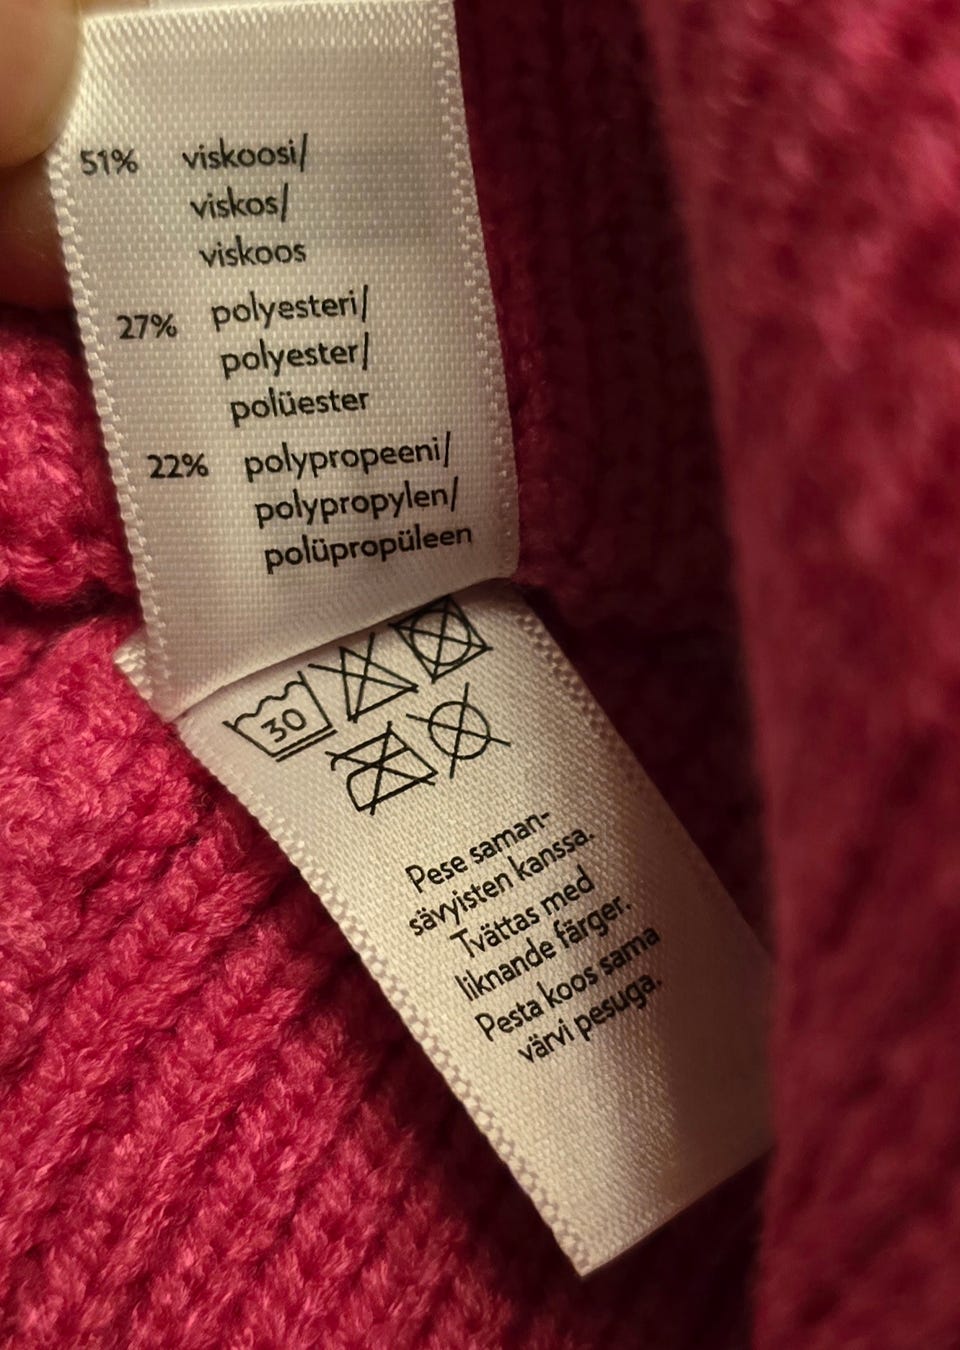 51% viskoosi/
viskos/
viskoos
27% polyesteri/
polyester/
polüester
22% polypropeeni/
polypropylen/
polüpropüleen
30
Pese saman-
sävyisten kanssa.
Tvättas med
liknande färger.
Pesta koos sama
värvi pesuga.